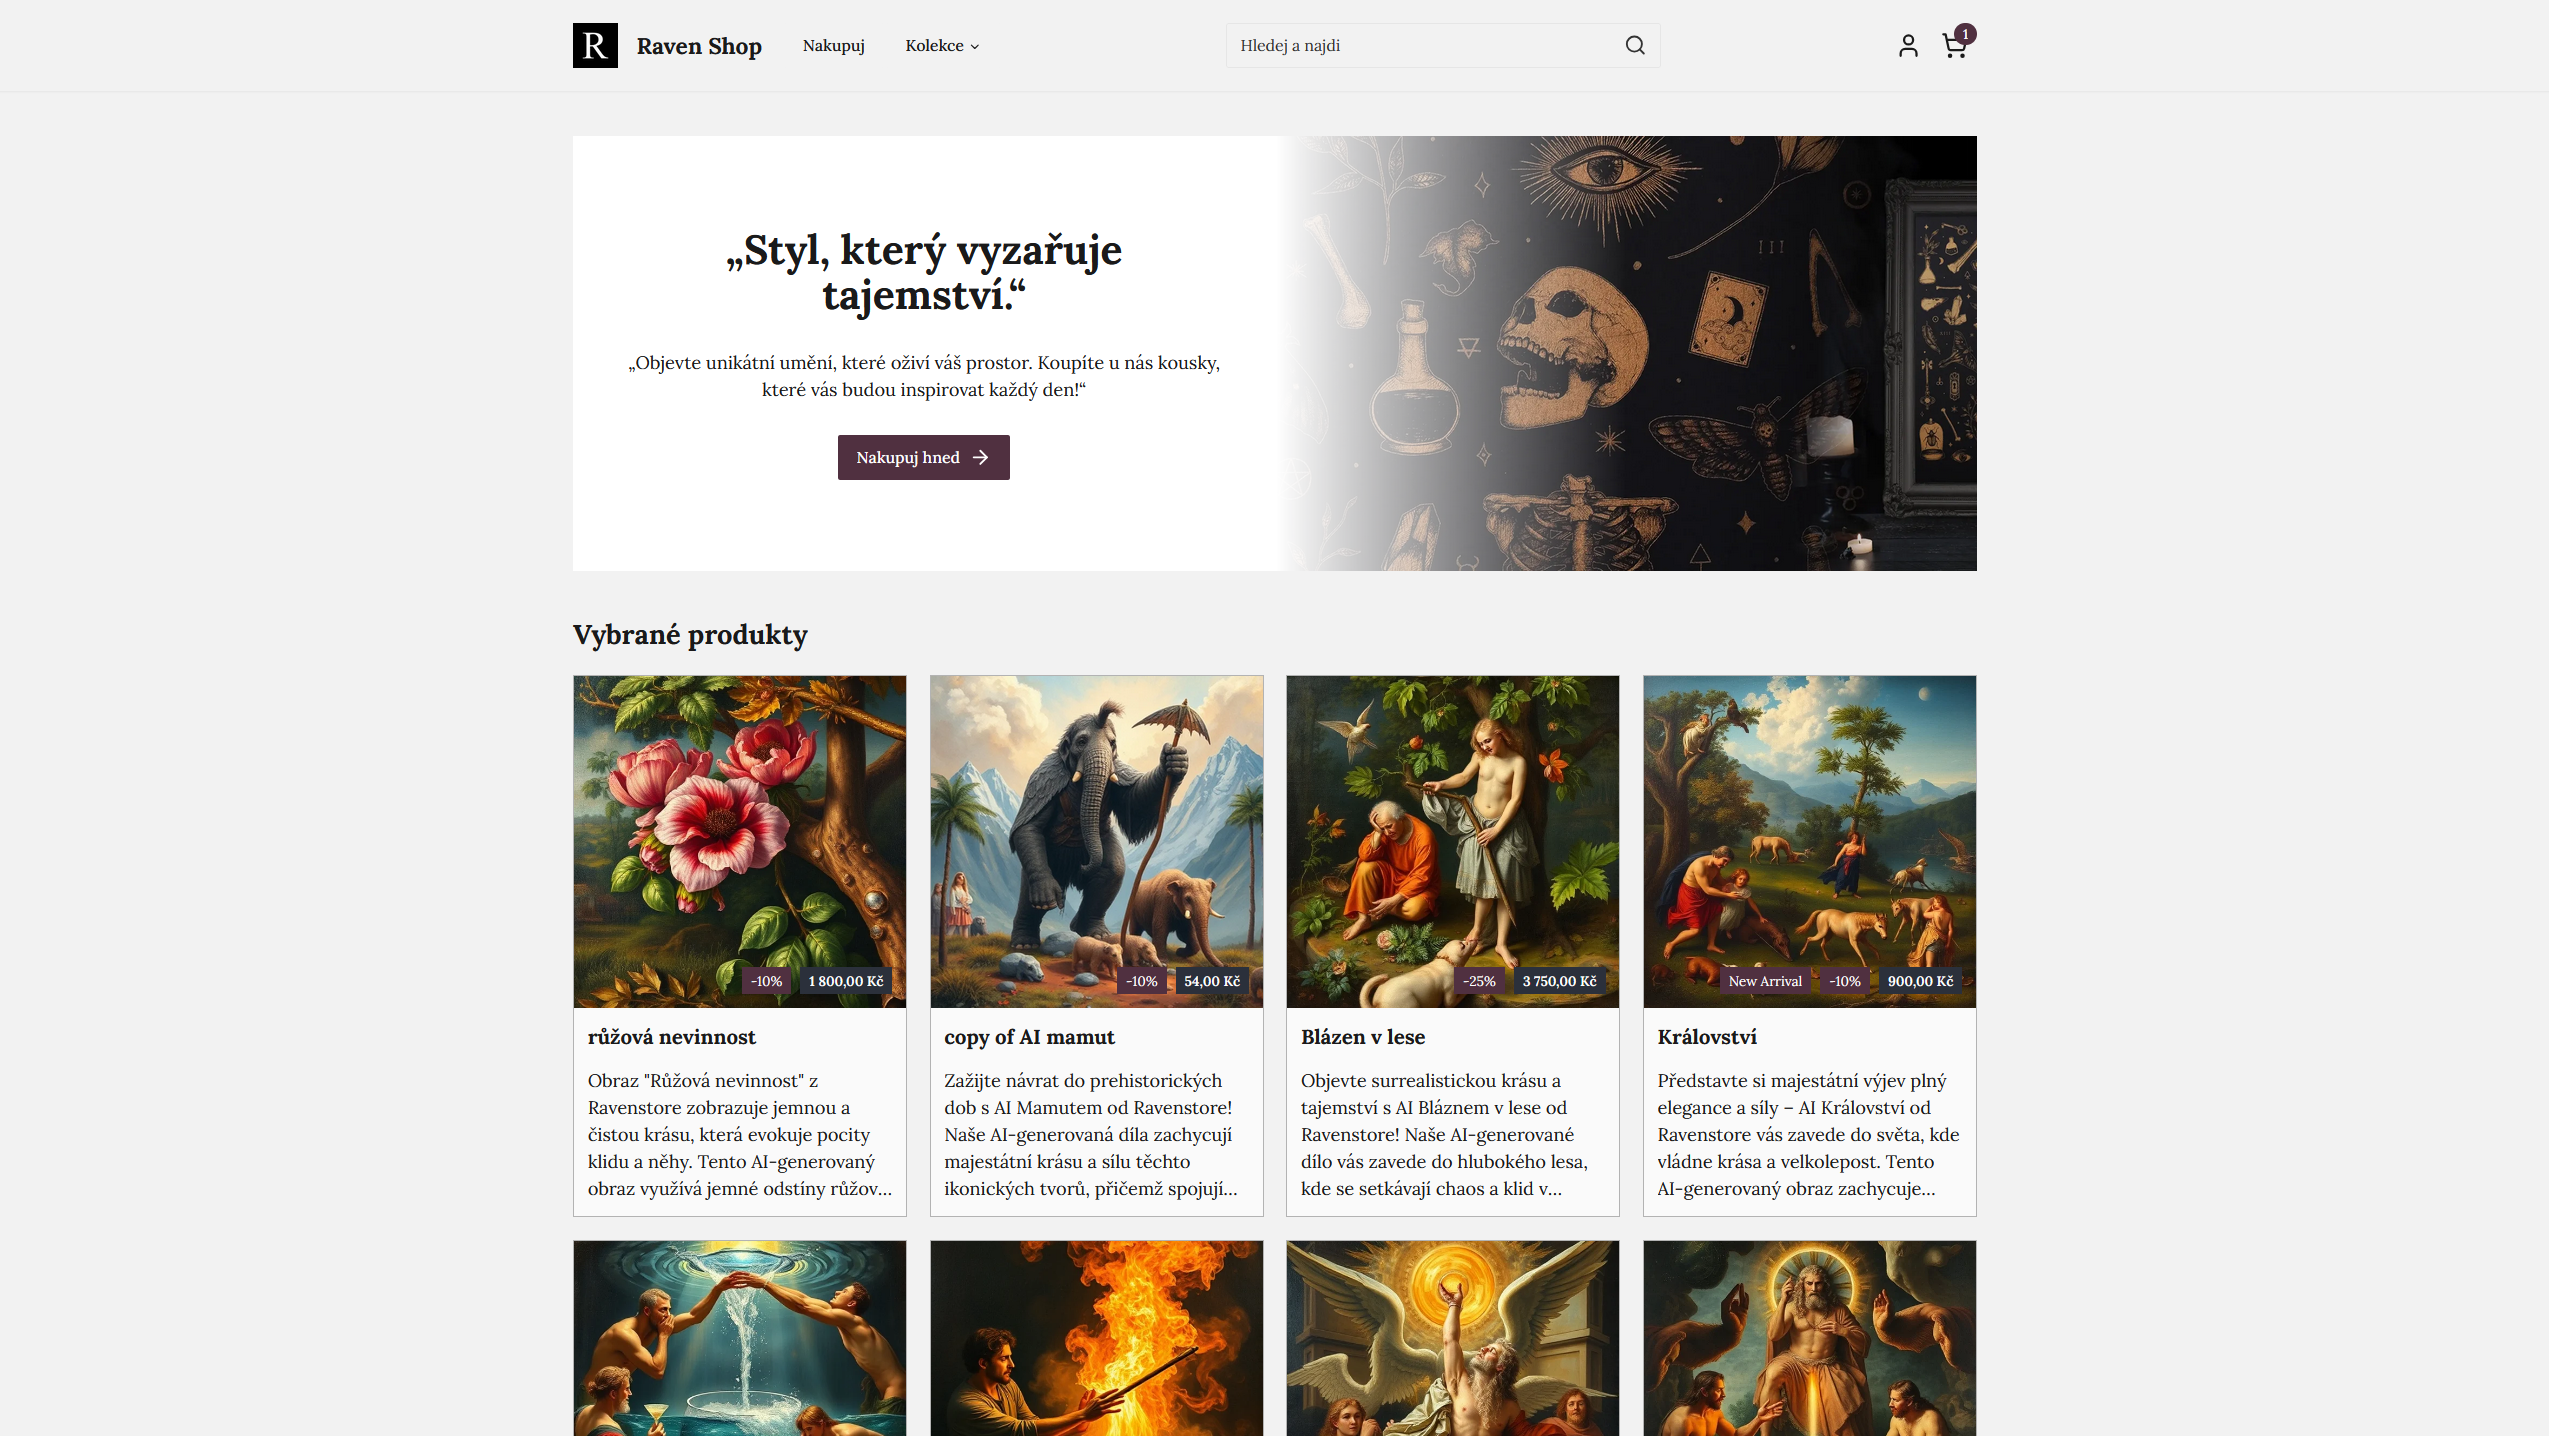 R
Raven Shop
Nakupuj
Kolekce
Hledej a najdi
1
„Styl, který vyzařuje
tajemství.“
„Objevte unikátní umění, které oživí váš prostor. Koupíte u nás kousky,
které vás budou inspirovat každý den!“
Nakupuj hned
III
Vybrané produkty
-10%
1 800,00 Kč
růžová nevinnost
Obraz "Růžová nevinnost" z
Ravenstore zobrazuje jemnou a
čistou krásu, která evokuje pocity
klidu a něhy. Tento AI-generovaný
obraz využívá jemné odstíny růžov...
-10%
54,00 Kč
copy of AI mamut
Zažijte návrat do prehistorických
dob s AI Mamutem od Ravenstore!
Naše AI-generovaná díla zachycují
majestátní krásu a sílu těchto
ikonických tvorů, přičemž spojují...
-25%
3 750,00 Kč
Blázen v lese
Objevte surrealistickou krásu a
tajemství s AI Bláznem v lese od
Ravenstore! Naše AI-generované
dílo vás zavede do hlubokého lesa,
kde se setkávají chaos a klid v...
New Arrival
-10%
900,00 Kč
Království
Představte si majestátní výjev plný
elegance a síly – AI Království od
Ravenstore vás zavede do světa, kde
vládne krása a velkolepost. Tento
AI-generovaný obraz zachycuje...